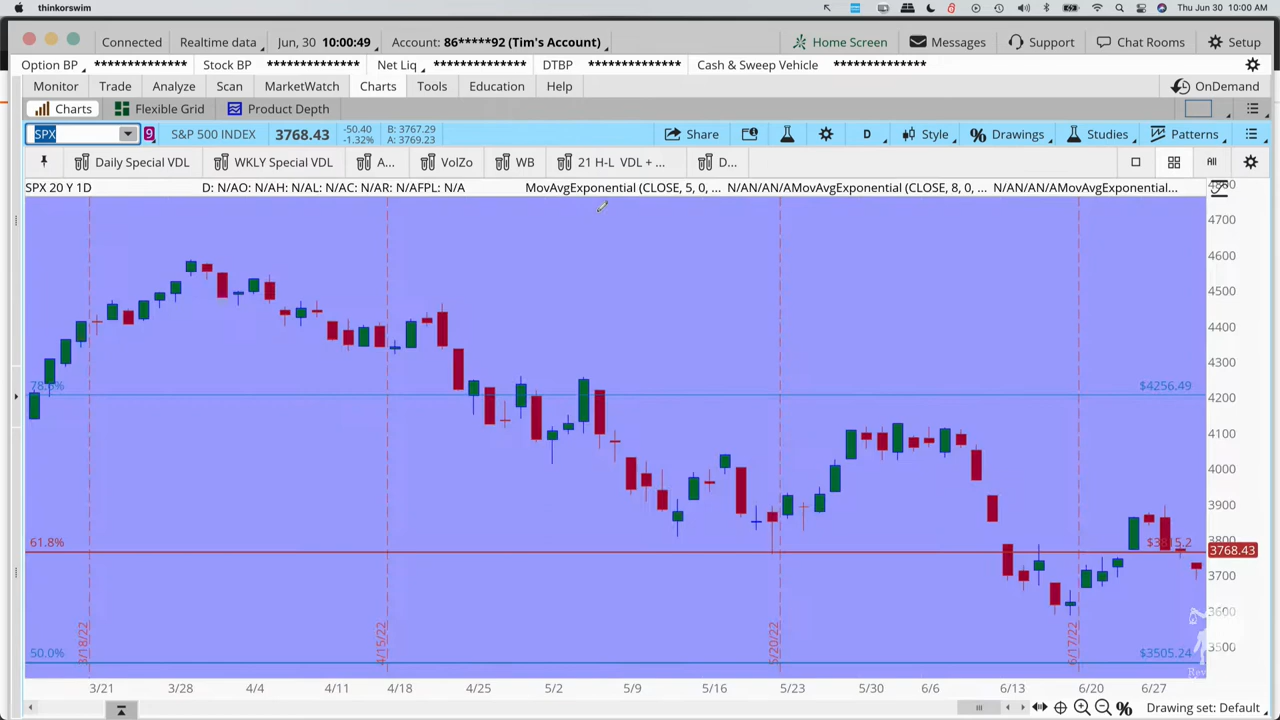 thinkorswim Thu Jun 30 10:00 AM
Connected Realtime data Jun, 30 10:00:49 Account: 86*****92 (Tim's Account) Home Screen Messages Support Chat Rooms Setup
Option BP ************** Stock BP ************** Net Liq ************** DTBP ************** Cash & Sweep Vehicle **************
Monitor Trade Analyze Scan MarketWatch Charts Tools Education Help OnDemand
Charts Flexible Grid Product Depth
SPX 9 S&P 500 INDEX 3768.43 -50.40 -1.32% B: 3767.29 A: 3769.23 Share D Style Drawings Studies Patterns
Daily Special VDL WKLY Special VDL A... VolZo WB 21 H-L VDL + ... D... All
SPX 20 Y 1D D: N/AO: N/AH: N/AL: N/AC: N/AR: N/AFPL: N/A MovAvgExponential (CLOSE, 5, 0, ... N/AN/AN/AMovAvgExponential (CLOSE, 8, 0, ... N/AN/AN/AMovAvgExponential...
4800
4700
4600
4500
4400
4300
78.6% $4256.49
4200
4100
4000
3900
3800
61.8% $3815.2
3768.43
3700
3600
3500
50.0% $3505.24
3/18/22 4/15/22 5/20/22 6/17/22
3/21 3/28 4/4 4/11 4/18 4/25 5/2 5/9 5/16 5/23 5/30 6/6 6/13 6/20 6/27
Drawing set: Default